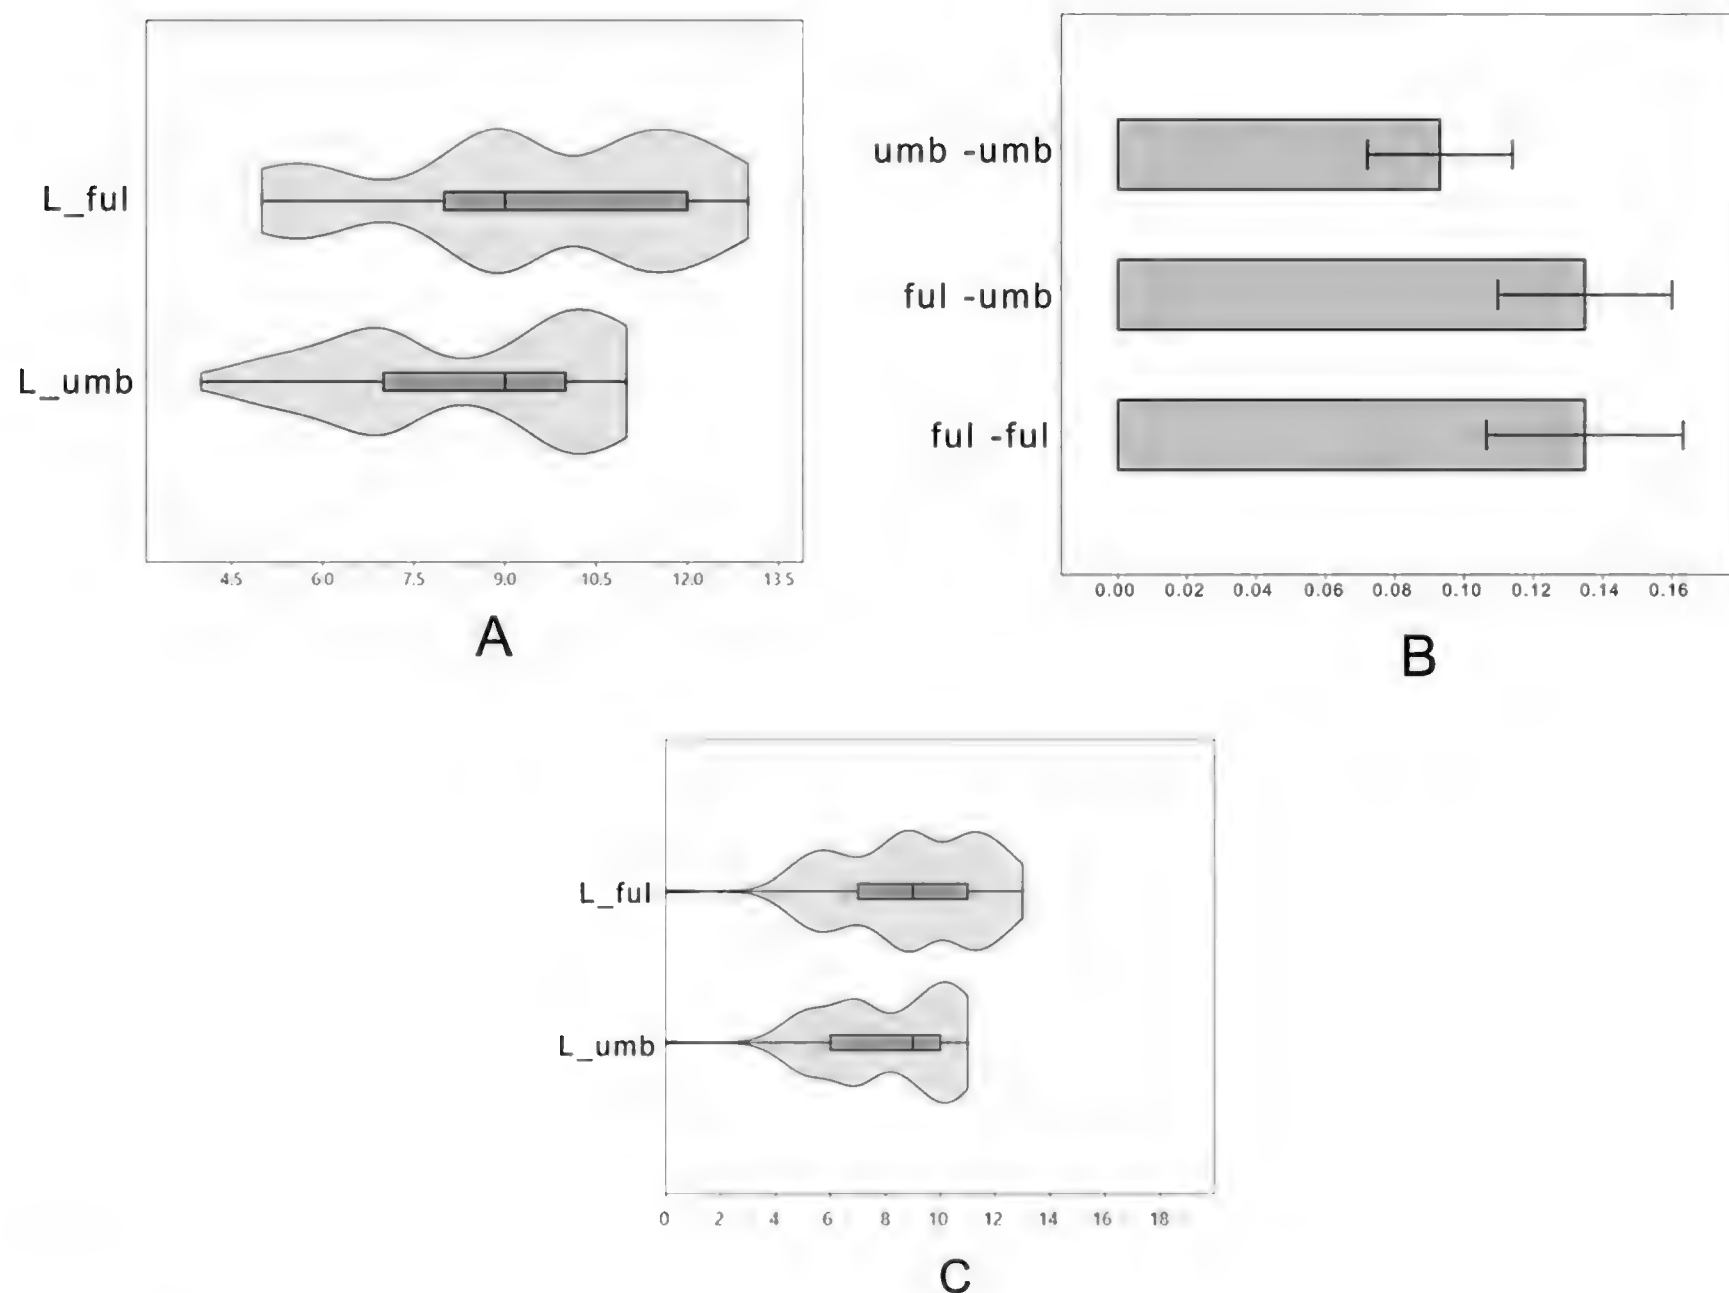 L_ful
L_umb
4.5 6.0 7.5 9.0 10.5 12.0 13.5
A
umb -umb
ful -umb
ful -ful
0.00 0.02 0.04 0.06 0.08 0.10 0.12 0.14 0.16
B
L_ful
L_umb
0 2 4 6 8 10 12 14 16 18
C